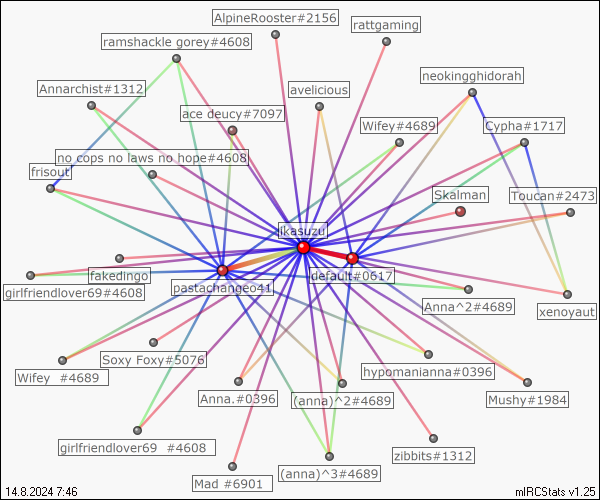 AlpineRooster#2156
rattgaming
ramshackle gorey#4608
neokingghidorah
Annarchist#1312
avelicious
ace deucy#7097
Wifey#4689
Cypha#1717
no cops no laws no hope#4608
frisout
Skalman
Toucan#2473
ikasuzu
fakedingo
default#0617
girlfriendlover69#4608
pastachangeo41
Anna^2#4689
xenoyaut
Soxy Foxy#5076
hypomanianna#0396
Wifey #4689
Anna.#0396
(anna)^2#4689
Mushy#1984
girlfriendlover69 #4608
zibbits#1312
(anna)^3#4689
Mad #6901
14.8.2024 7:46
mIRCStats v1.25